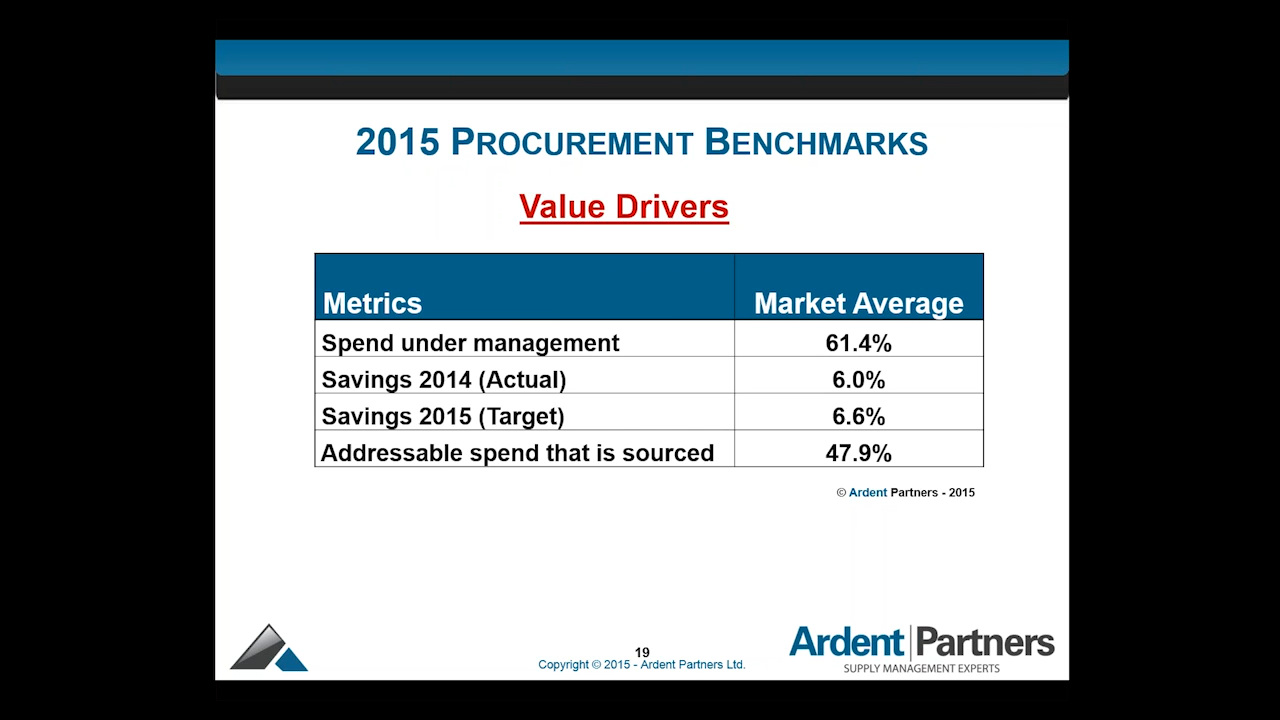 2015 PROCUREMENT BENCHMARKS
Value Drivers
Metrics Market Average
Spend under management 61.4%
Savings 2014 (Actual) 6.0%
Savings 2015 (Target) 6.6%
Addressable spend that is sourced 47.9%
© Ardent Partners - 2015
19
Copyright © 2015 - Ardent Partners Ltd.
Ardent Partners
SUPPLY MANAGEMENT EXPERTS